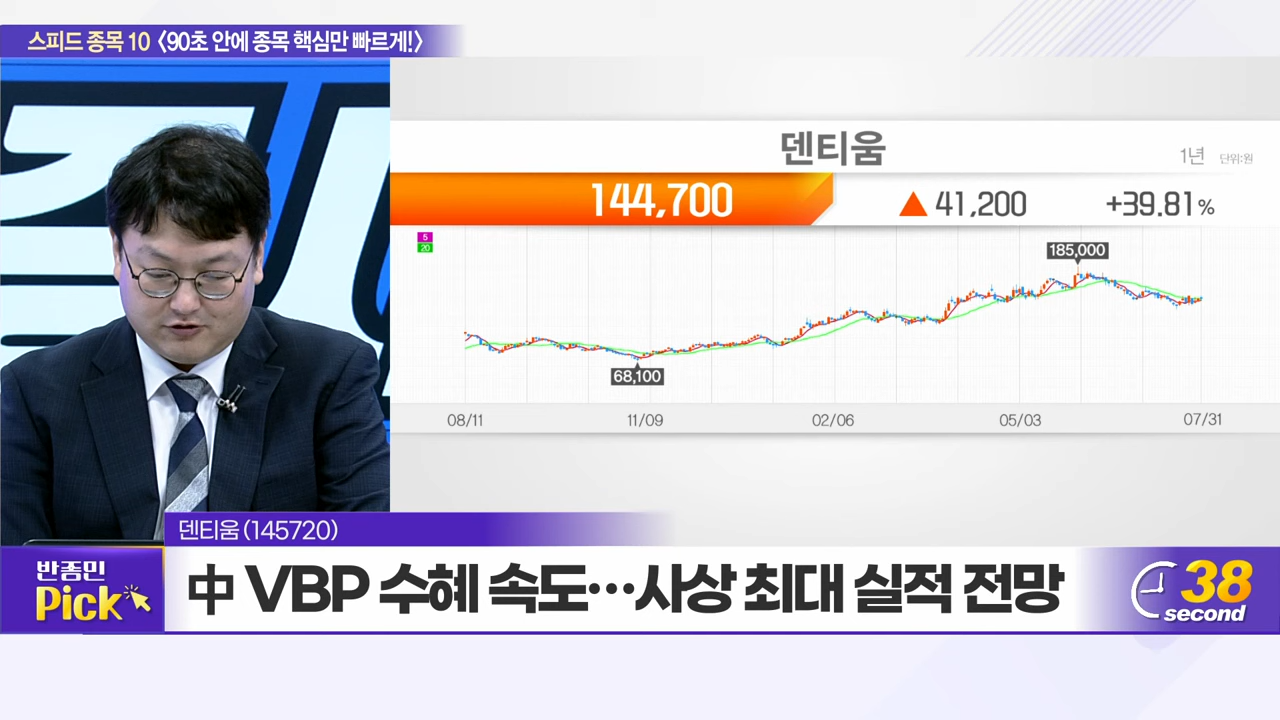 스피드 종목 10 〈90초 안에 종목 핵심만 빠르게!〉
덴티움
1년 단위:원
144,700 ▲ 41,200 +39.81%
5
20
185,000
68,100
08/11 11/09 02/06 05/03 07/31
덴티움(145720)
반종민
Pick
中 VBP 수혜 속도…사상 최대 실적 전망
38
second